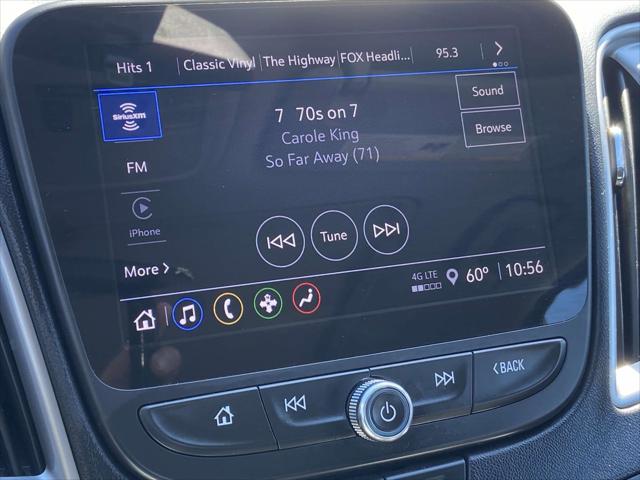 Hits 1 Classic Vinyl The Highway FOX Headli... 95.3
SiriusXM
7 70s on 7
Sound
Carole King
Browse
So Far Away (71)
FM
iPhone
Tune
More >
4G LTE
60° 10:56
BACK